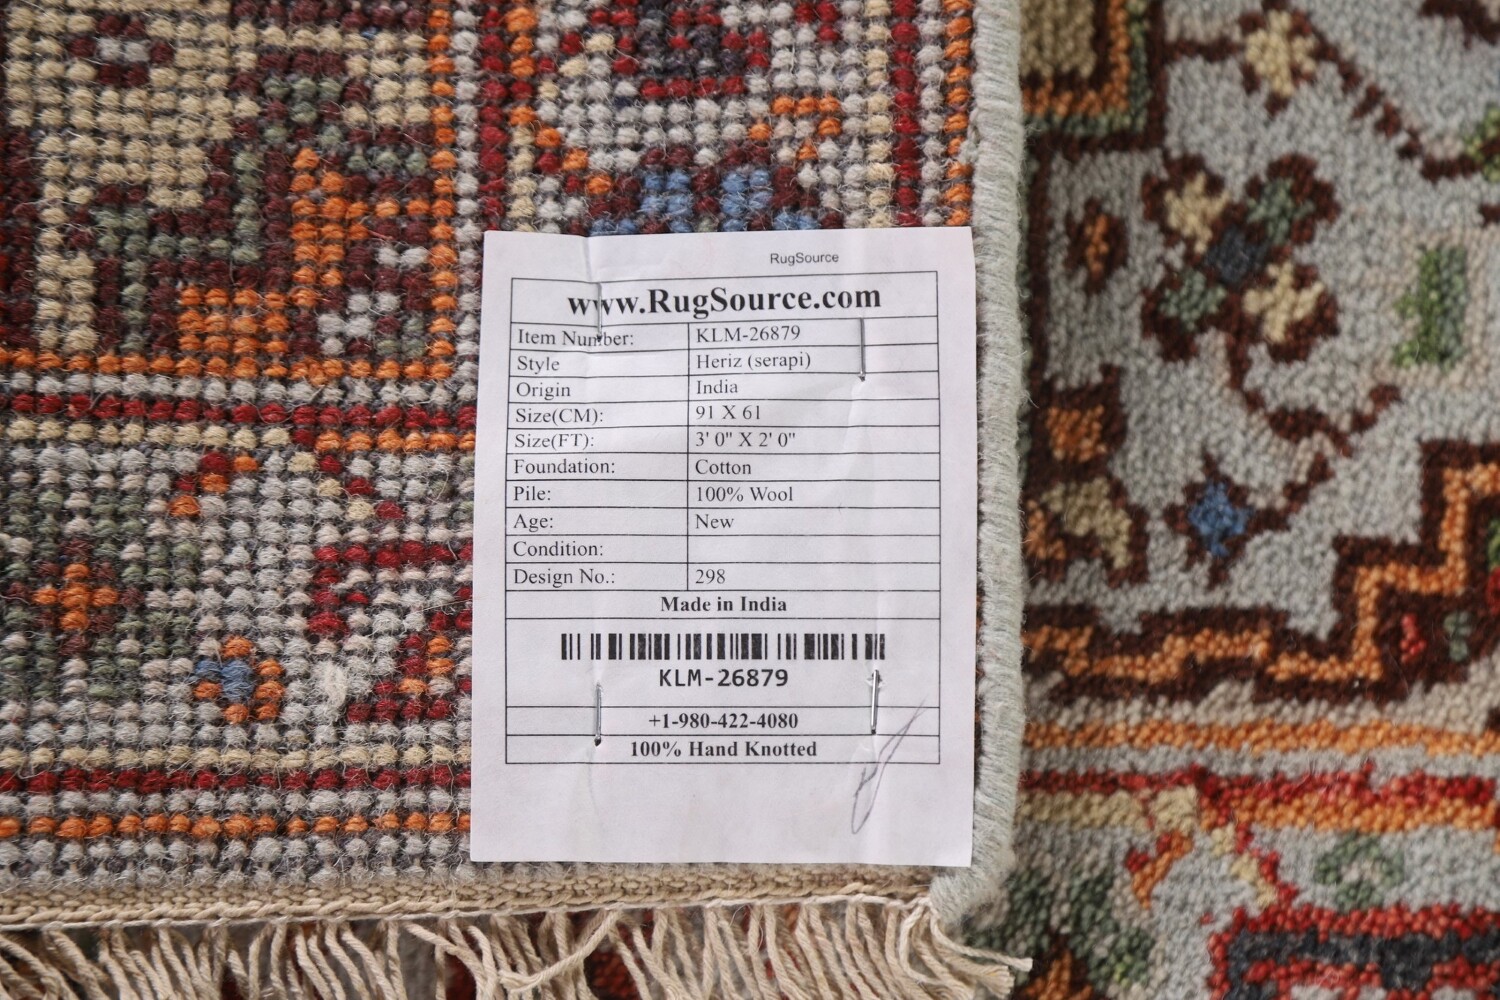 RugSource
www.RugSource.com
Item Number: KLM-26879
Style Heriz (serapi)
Origin India
Size(CM): 91 X 61
Size(FT): 3' 0" X 2' 0"
Foundation: Cotton
Pile: 100% Wool
Age: New
Condition:
Design No.: 298
Made in India
KLM-26879
+1-980-422-4080
100% Hand Knotted